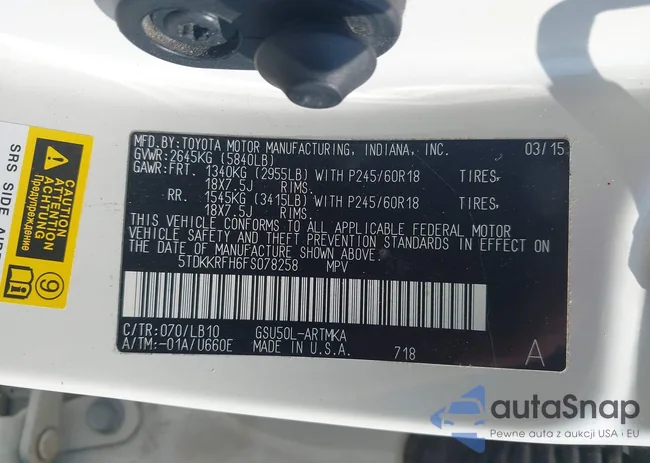 MFD.BY:TOYOTA MOTOR MANUFACTURING, INDIANA, INC. 03/15
GVWR:2645KG (5840LB)
GAWR:FRT. 1340KG (2955LB) WITH P245/60R18 TIRES,
18X7.5J RIMS.
RR. 1545KG (3415LB) WITH P245/60R18 TIRES,
18X7.5J RIMS.
THIS VEHICLE CONFORMS TO ALL APPLICABLE FEDERAL MOTOR
VEHICLE SAFETY AND THEFT PREVENTION STANDARDS IN EFFECT ON
THE DATE OF MANUFACTURE SHOWN ABOVE.
5TDKKRFH6FS078258 MPV
C/TR:070/LB10 GSU50L-ARTMKA
A/TM:-01A/U660E MADE IN U.S.A. 718 A
SRS SIDE AIRB
CAUTION
ATTENTION
ACHTUNG
Предупреждение
9
autaSnap
Pewne auta z aukcji USA i EU